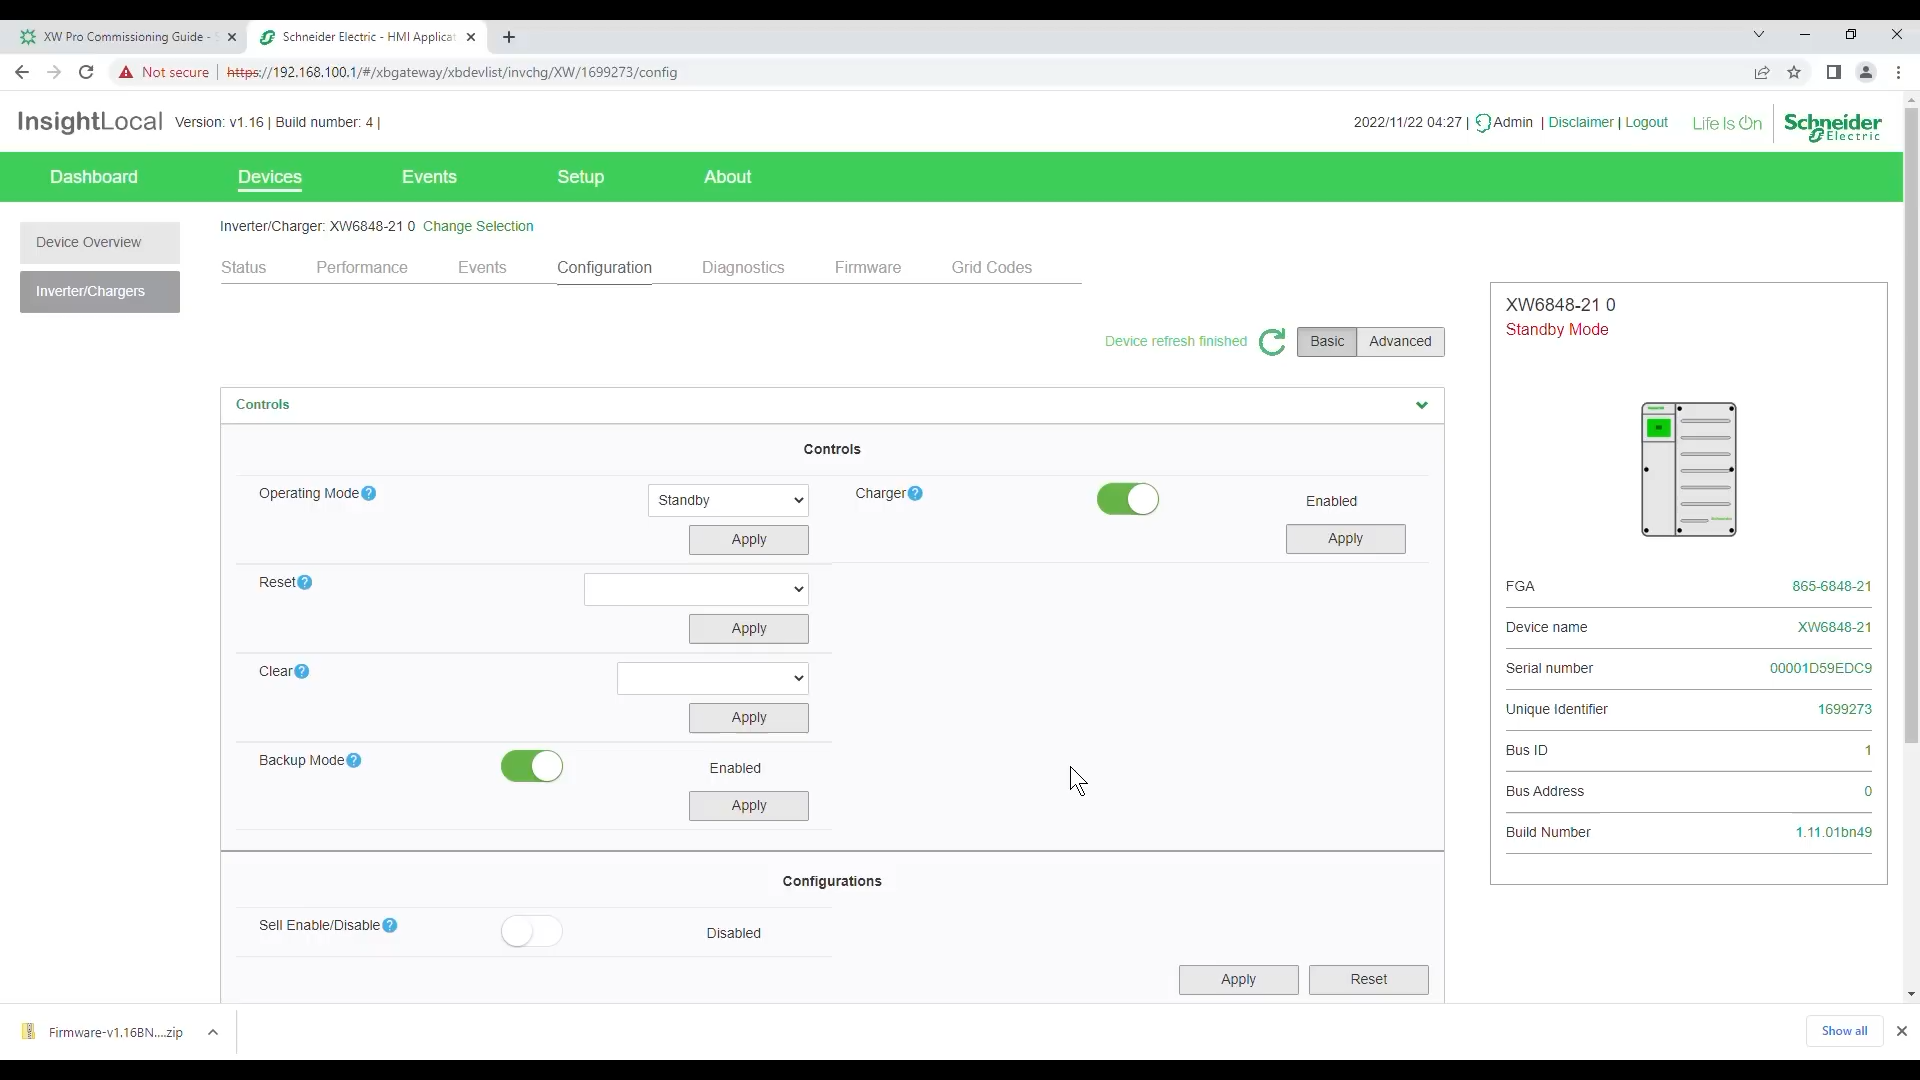 XW Pro Commissioning Guide - S
Schneider Electric - HMI Applicat
Not secure
https://192.168.100.1/#/xbgateway/xbdevlist/invchg/XW/1699273/config
InsightLocal Version: v1.16 | Build number: 4 |
2022/11/22 04:27 | Admin | Disclaimer | Logout
Life Is On
Schneider
Electric
Dashboard Devices Events Setup About
Device Overview
Inverter/Chargers
Inverter/Charger: XW6848-21 0 Change Selection
Status Performance Events Configuration Diagnostics Firmware Grid Codes
Device refresh finished Basic Advanced
Controls
Controls
Operating Mode ? Standby
Apply
Charger ? Enabled
Apply
Reset ?
Apply
Clear ?
Apply
Backup Mode ? Enabled
Apply
Configurations
Sell Enable/Disable ? Disabled
Apply Reset
XW6848-21 0
Standby Mode
FGA 865-6848-21
Device name XW6848-21
Serial number 00001D59EDC9
Unique Identifier 1699273
Bus ID 1
Bus Address 0
Build Number 1.11.01bn49
Firmware-v1.16BN....zip
Show all